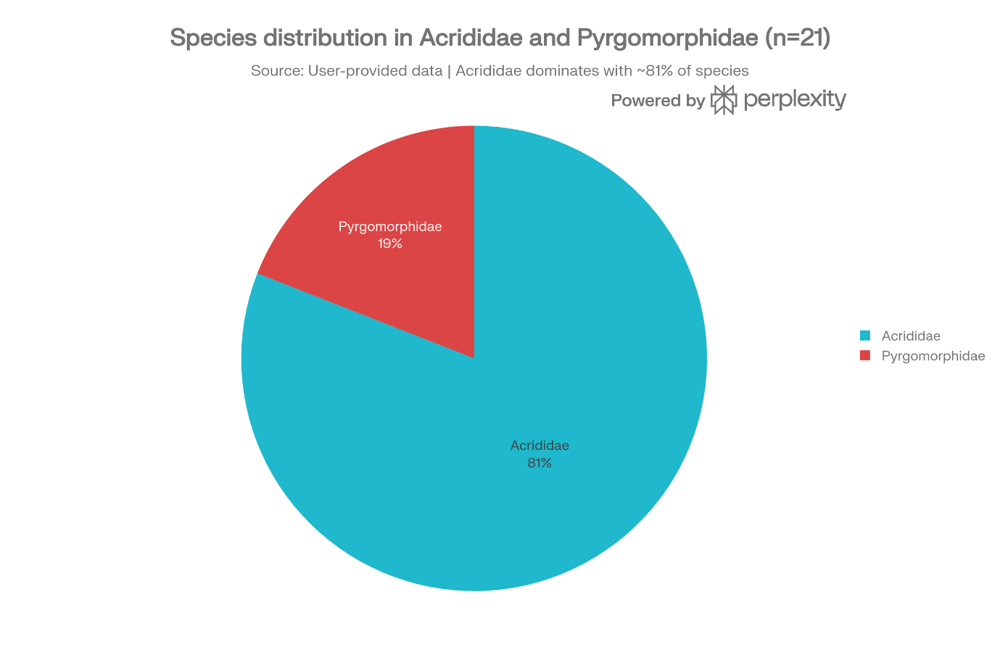 Species distribution in Acrididae and Pyrgomorphidae (n=21)
Source: User-provided data | Acrididae dominates with ~81% of species
Powered by perplexity
Pyrgomorphidae
19%
Acrididae
81%
Acrididae
Pyrgomorphidae